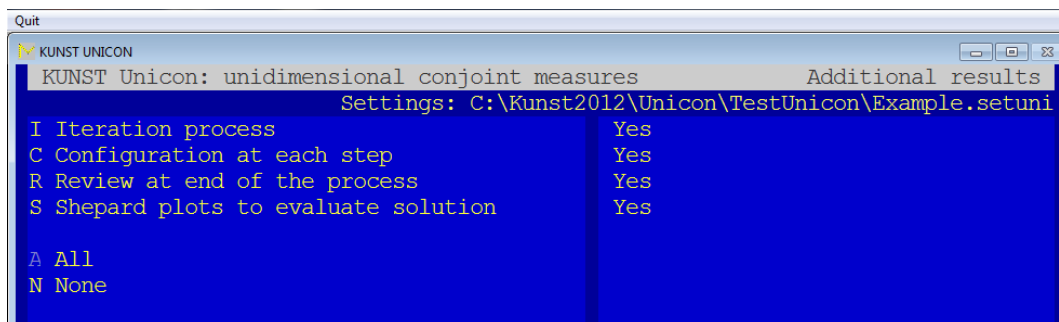 Quit
KUNST UNICON
KUNST Unicon: unidimensional conjoint measures Additional results
Settings: C:\Kunst2012\Unicon\TestUnicon\Example.setuni
I Iteration process Yes
C Configuration at each step Yes
R Review at end of the process Yes
S Shepard plots to evaluate solution Yes
A All
N None